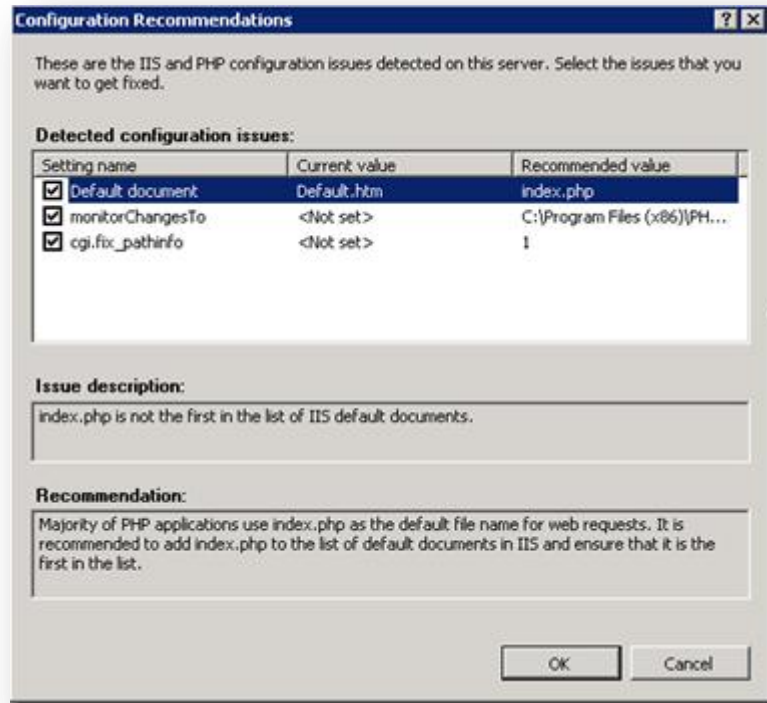 Configuration Recommendations
These are the IIS and PHP configuration issues detected on this server. Select the issues that you
want to get fixed.
Detected configuration issues:
Setting name Current value Recommended value
Default document Default.htm index.php
monitorChangesTo <Not set> C:\Program Files (x86)\PH...
cgi.fix_pathinfo <Not set> 1
Issue description:
index.php is not the first in the list of IIS default documents.
Recommendation:
Majority of PHP applications use index.php as the default file name for web requests. It is
recommended to add index.php to the list of default documents in IIS and ensure that it is the
first in the list.
OK Cancel